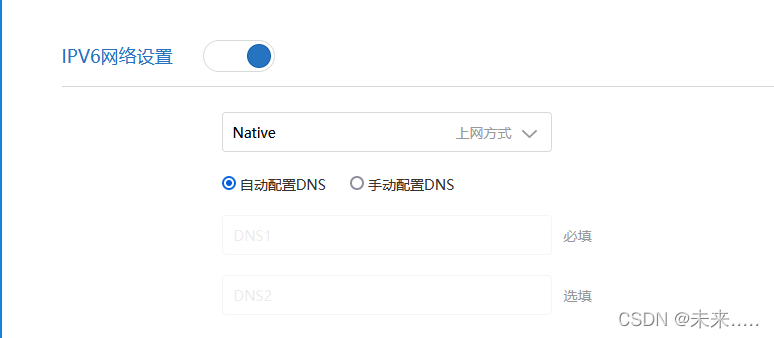 IPV6网络设置
Native 上网方式
自动配置DNS 手动配置DNS
DNS1 必填
DNS2 选填
CSDN @未来.....